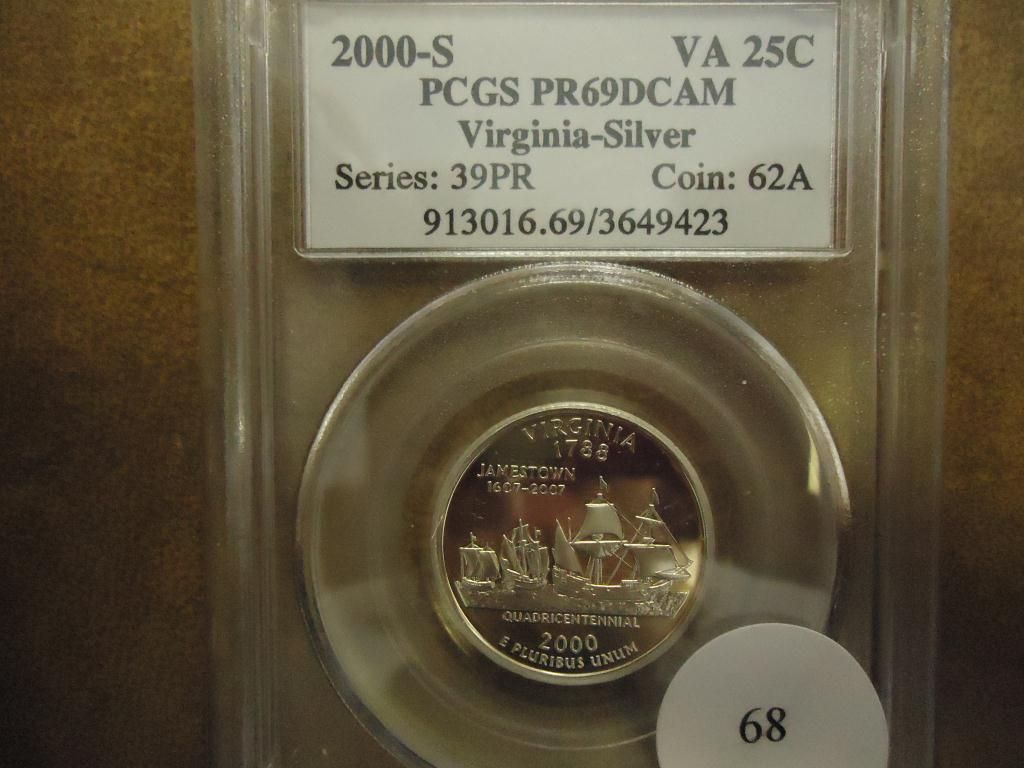 2000-S VA 25C
PCGS PR69DCAM
Virginia-Silver
Series: 39PR Coin: 62A
913016.69/3649423
VIRGINIA
1788
JAMESTOWN
1607-2007
QUADRICENTENNIAL
2000
E PLURIBUS UNUM
68